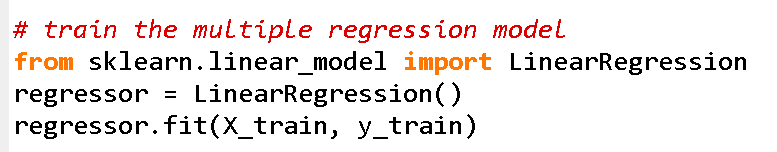 # train the multiple regression model
from sklearn.linear_model import LinearRegression
regressor = LinearRegression()
regressor.fit(X_train, y_train)